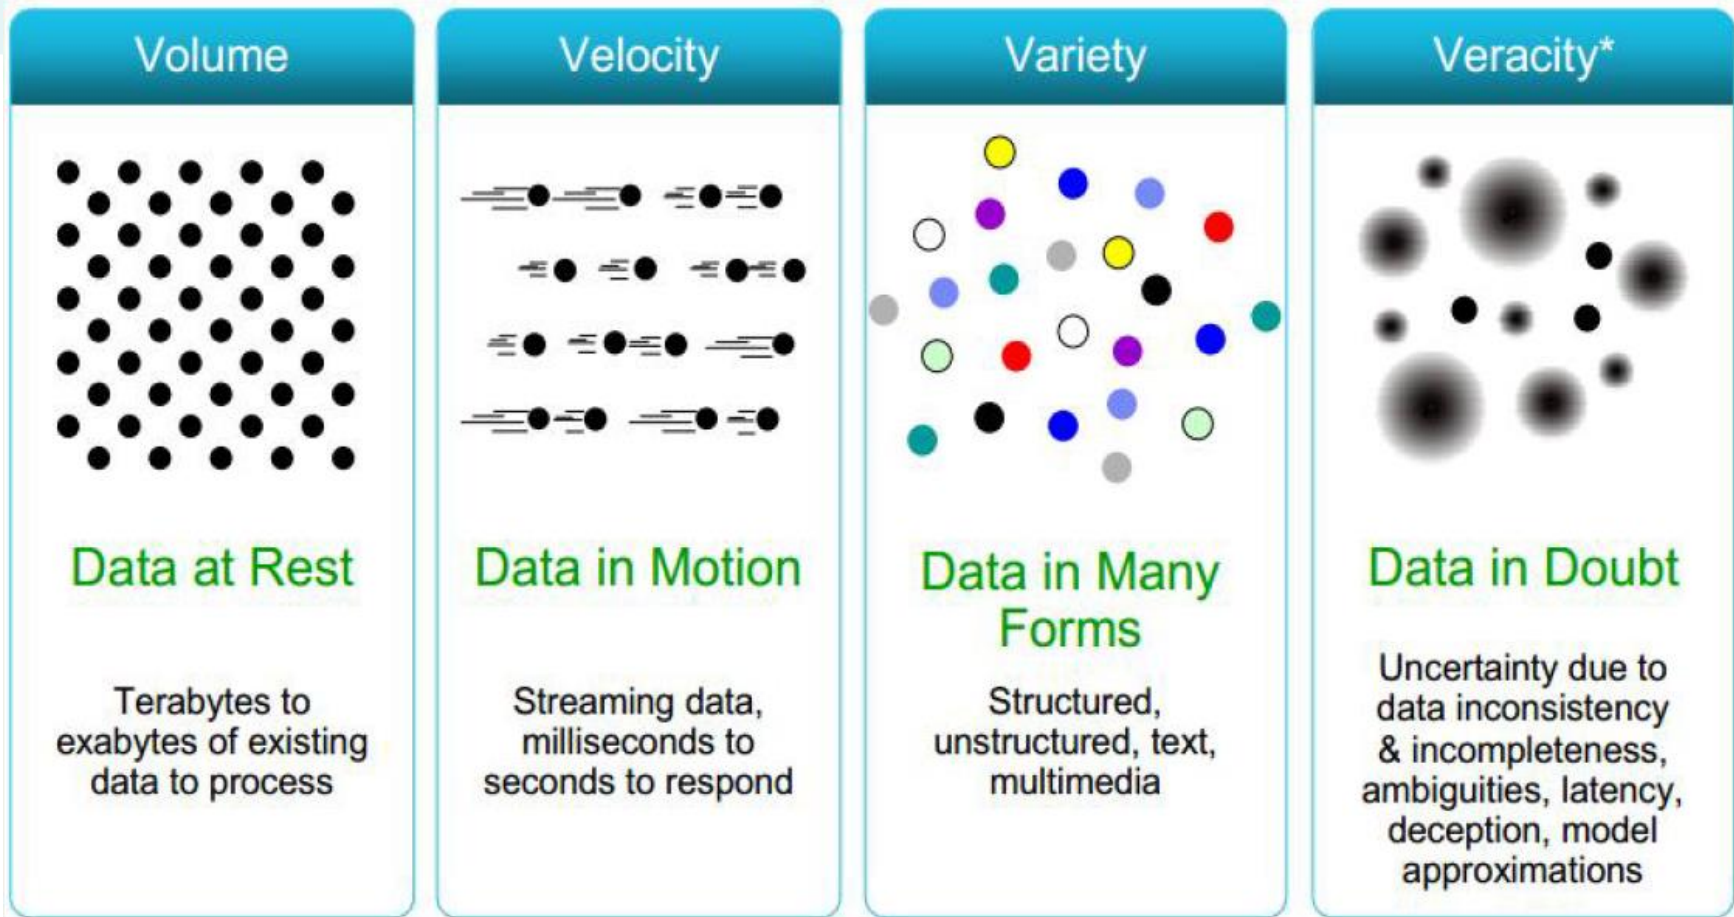 Volume
Data at Rest
Terabytes to
exabytes of existing
data to process
Velocity
Data in Motion
Streaming data,
milliseconds to
seconds to respond
Variety
Data in Many
Forms
Structured,
unstructured, text,
multimedia
Veracity*
Data in Doubt
Uncertainty due to
data inconsistency
& incompleteness,
ambiguities, latency,
deception, model
approximations